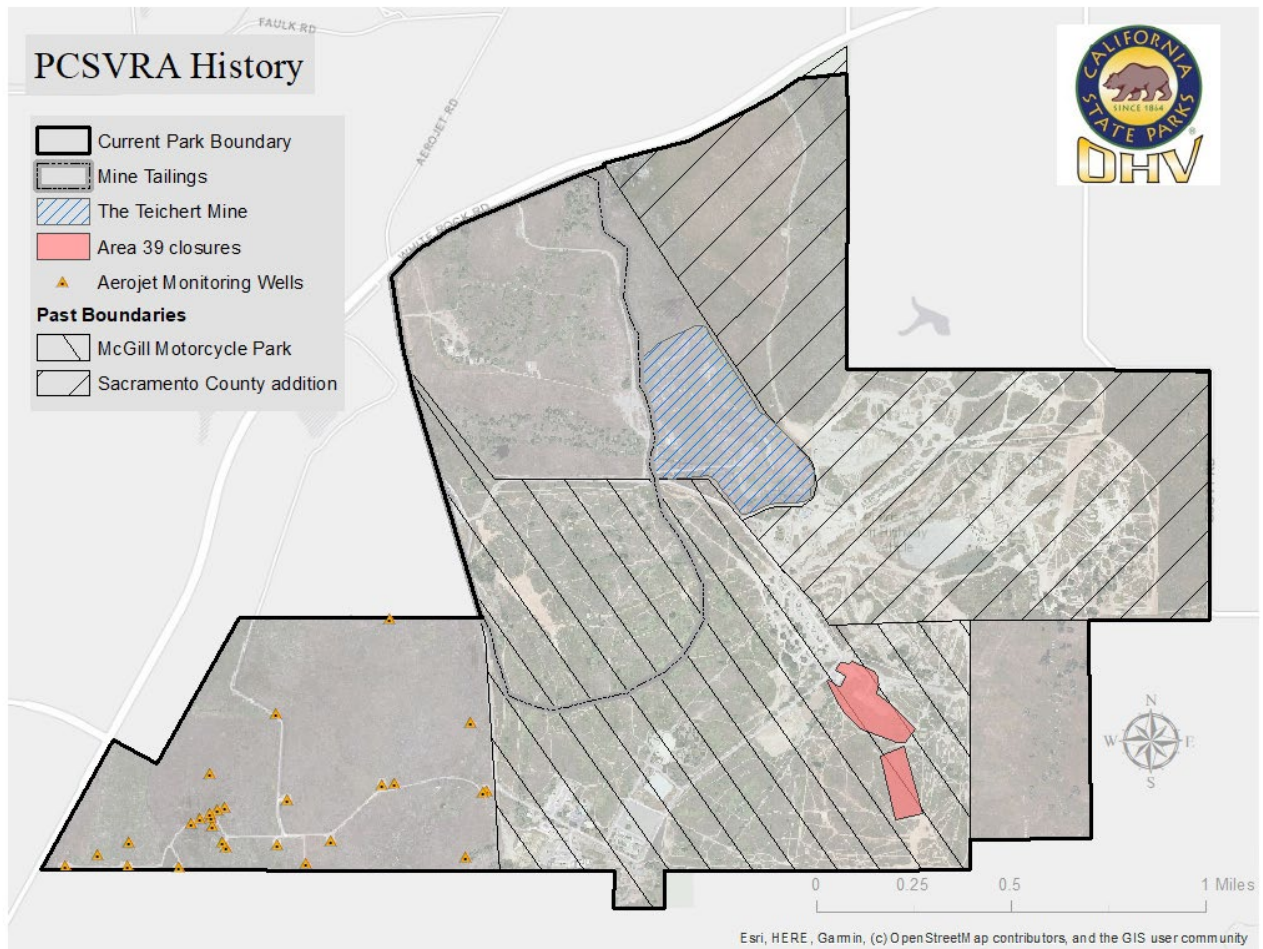 FAULK RD
PCSVRA History
CALIFORNIA
SINCE 1864
STATE PARKS
®
OHV
AEROJET RD
Current Park Boundary
Mine Tailings
The Teichert Mine
WHITE ROCK RD
Area 39 closures
Aerojet Monitoring Wells
Past Boundaries
McGill Motorcycle Park
Sacramento County addition
N
W E
S
0 0.25 0.5 1 Miles
Esri, HERE, Garmin, (c) OpenStreetMap contributors, and the GIS user community